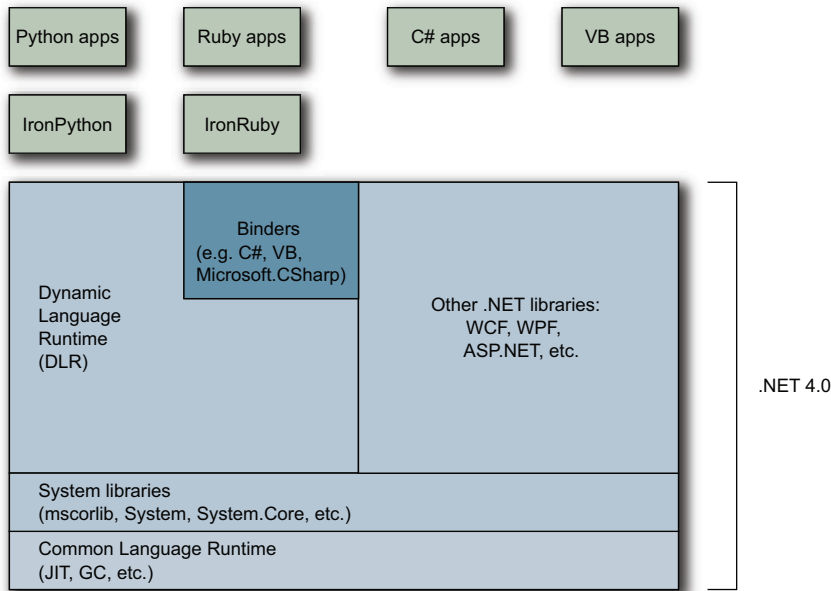 Python apps
Ruby apps
C# apps
VB apps
IronPython
IronRuby
Binders
(e.g. C#, VB,
Microsoft.CSharp)
Dynamic
Language
Runtime
(DLR)
Other .NET libraries:
WCF, WPF,
ASP.NET, etc.
.NET 4.0
System libraries
(mscorlib, System, System.Core, etc.)
Common Language Runtime
(JIT, GC, etc.)